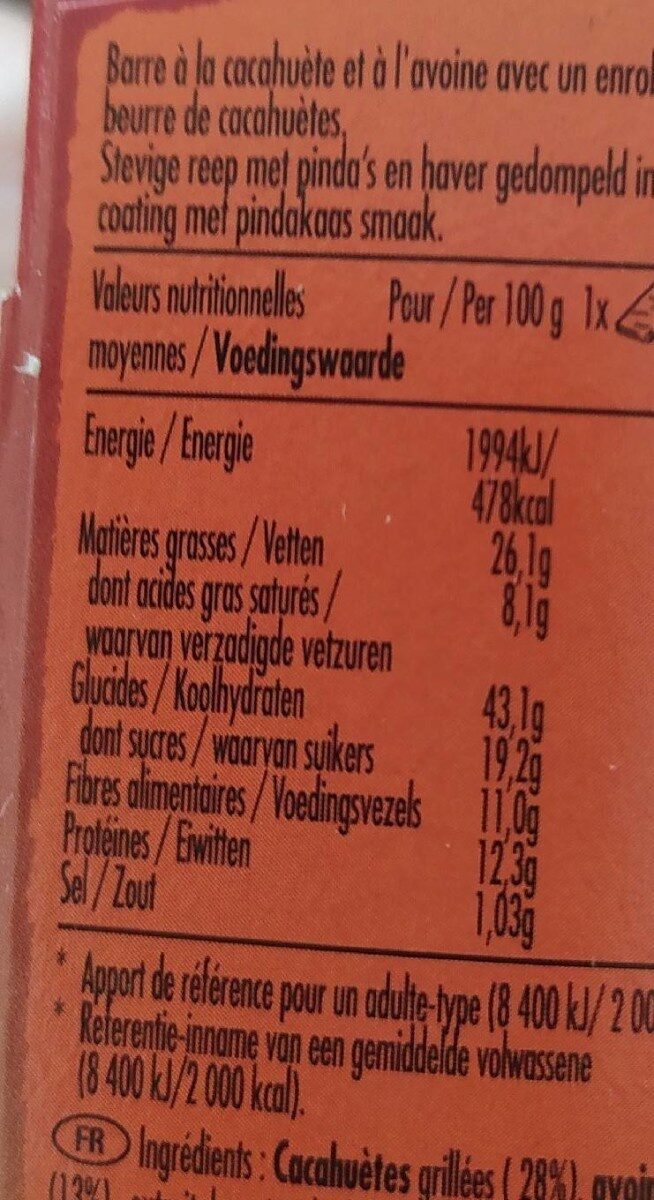 Barre à la cacahuète et à l'avoine avec un enro
beurre de cacahuètes,
Stevige reep met pinda's en haver gedompeld in
coating met pindakaas smaak.
Valeurs nutritionnelles Pour / Per 100 g 1x
moyennes / Voedingswaarde
Energie / Energie 1994kJ/
478kcal
Matières grasses / Vetten 26,1g
dont acides gras saturés / 8,1g
waarvan verzadigde vetzuren
Glucides / Koolhydraten 43,1g
dont sucres / waarvan suikers 19,2g
Fibres alimentaires / Voedingsvezels 11,0g
Protéines / Eiwitten 12,3g
Sel / Zout 1,03g
* Apport de référence pour un adulte-type (8 400 kJ/ 2 00
* Referentie-inname van een gemiddelde volwassene
(8 400 kJ/2 000 kcal).
FR Ingrédients : Cacahuètes grillées ( 28%), avoin
(13%)